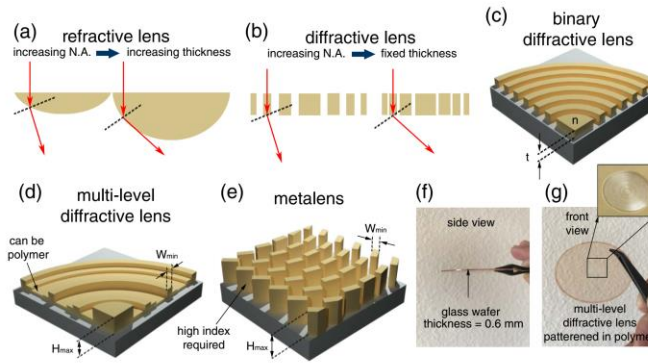 (a)
refractive lens
increasing N.A.
increasing thickness
(b)
diffractive lens
increasing N.A.
fixed thickness
(c)
binary
diffractive lens
n
t
(d)
multi-level
diffractive lens
can be
polymer
Wmin
Hmax
(e)
metalens
Wmin
high index
required
Hmax
(f)
side view
glass wafer
thickness = 0.6 mm
(g)
front
view
multi-level
diffractive lens
patterened in polymer